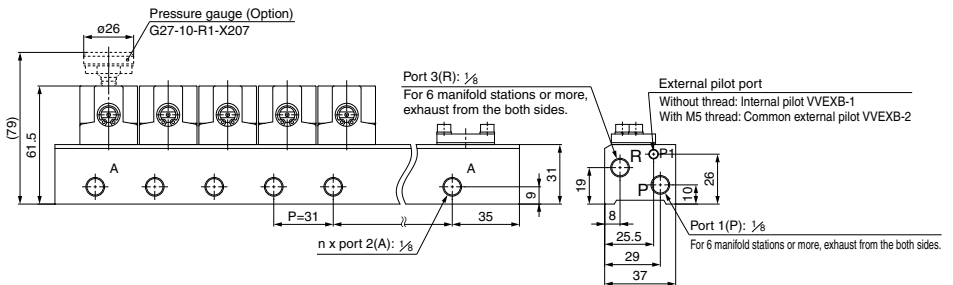 Pressure gauge (Option)
G27-10-R1-X207
ø26
(79)
61.5
A
A
P=31
n x port 2(A): 1/8
35
9
31
Port 3(R): 1/8
For 6 manifold stations or more,
exhaust from the both sides.
External pilot port
Without thread: Internal pilot VVEXB-1
With M5 thread: Common external pilot VVEXB-2
R
P1
P
19
8
10
26
25.5
29
37
Port 1(P): 1/8
For 6 manifold stations or more, exhaust from the both sides.